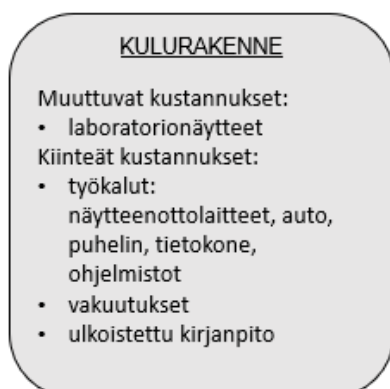 KULURAKENNE
Muuttuvat kustannukset:
• laboratorionäytteet
Kiinteät kustannukset:
• työkalut:
näytteenottolaitteet, auto,
puhelin, tietokone,
ohjelmistot
• vakuutukset
• ulkoistettu kirjanpito